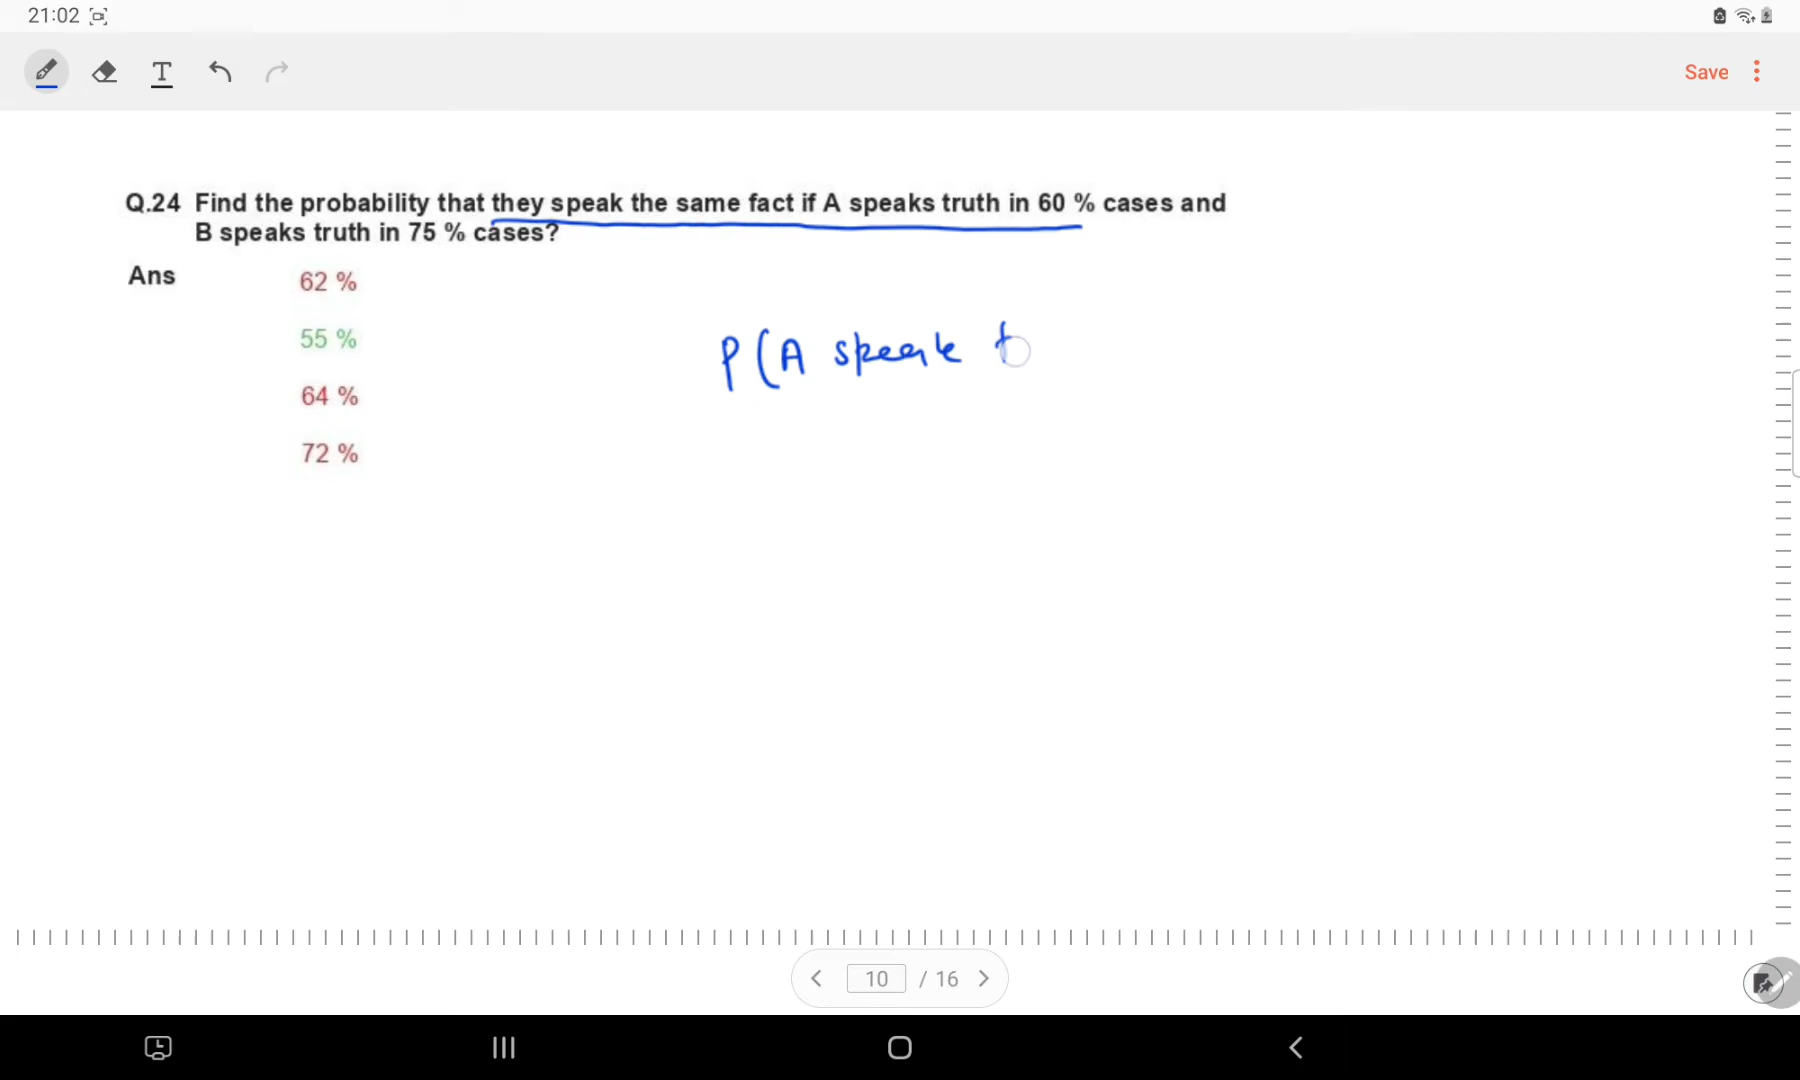 21:02
T
Save
Q.24 Find the probability that they speak the same fact if A speaks truth in 60 % cases and
B speaks truth in 75 % cases?
Ans
62 %
55 %
64 %
72 %
P(A speak t
10 / 16